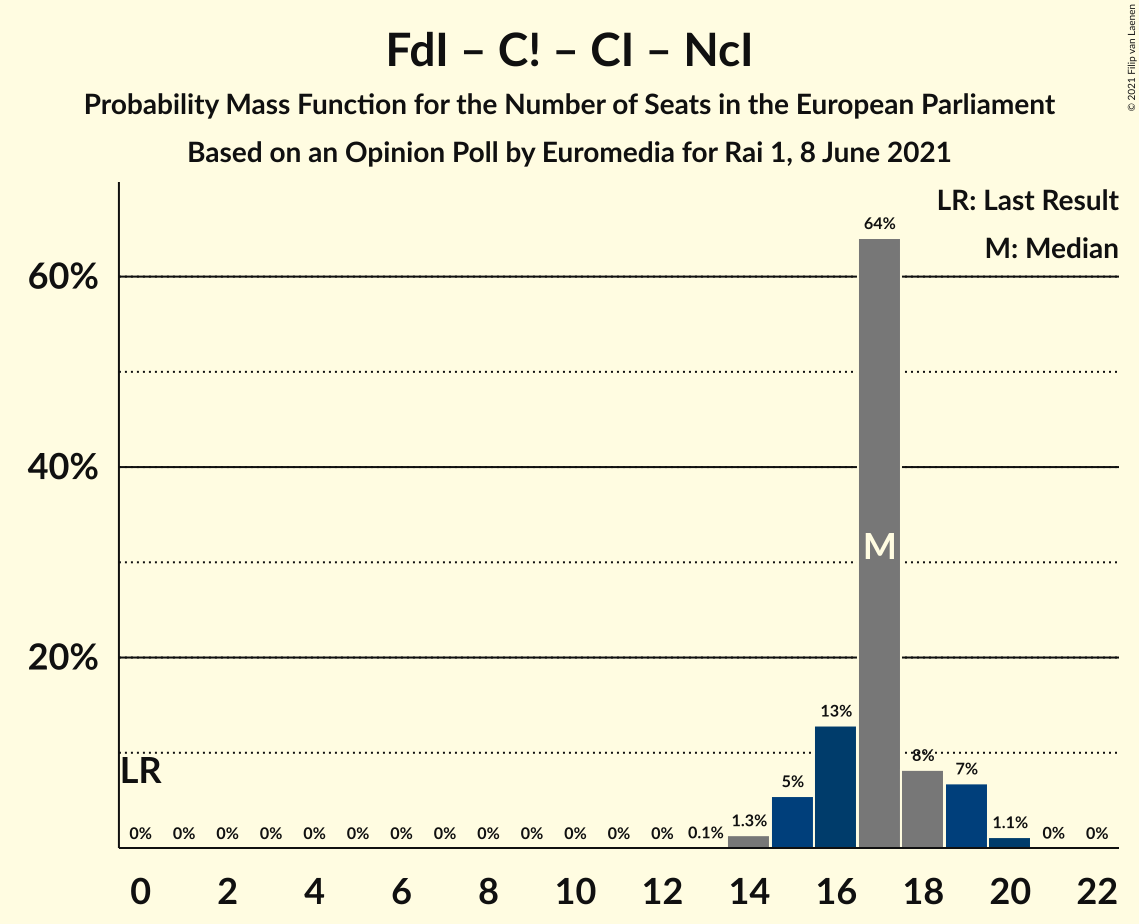 FdI – C! – CI – NcI
Probability Mass Function for the Number of Seats in the European Parliament
Based on an Opinion Poll by Euromedia for Rai 1, 8 June 2021
© 2021 Filip van Laenen
LR: Last Result
M: Median
60%
40%
20%
64%
M
13%
8%
7%
5%
LR
0% 0% 0% 0% 0% 0% 0% 0% 0% 0% 0% 0% 0% 0.1% 1.3% 1.1% 0% 0%
0 2 4 6 8 10 12 14 16 18 20 22